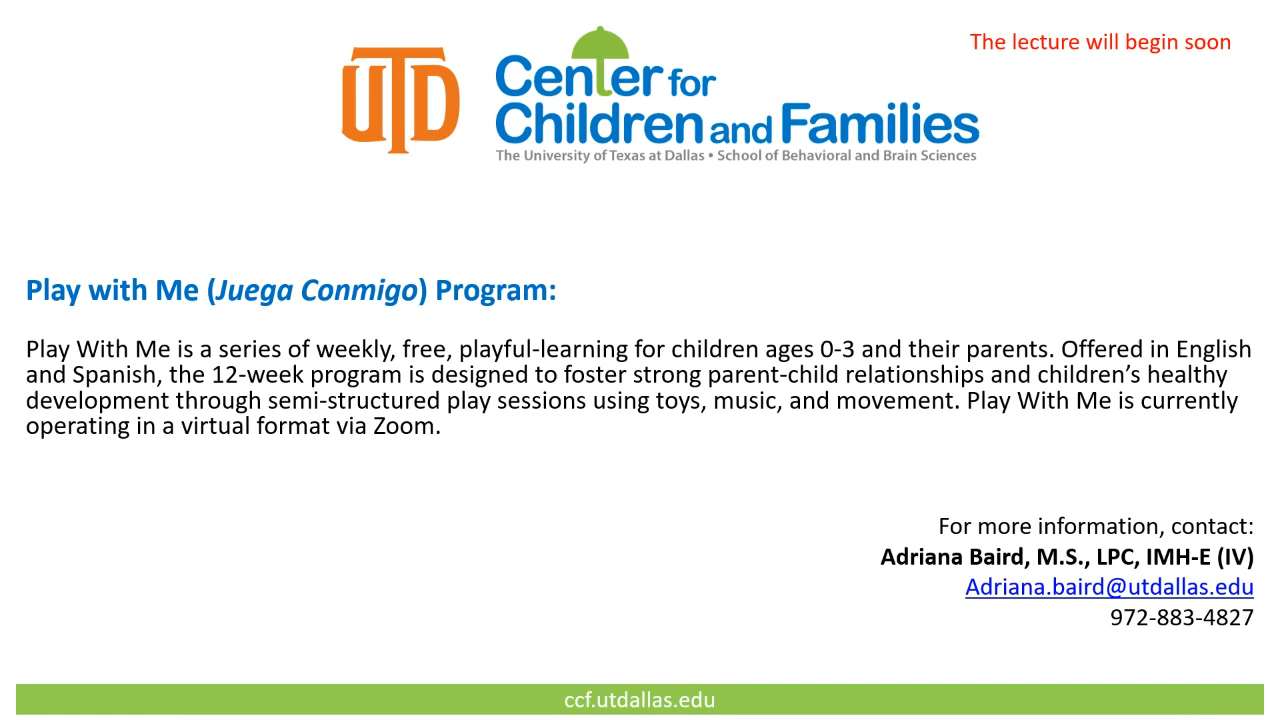 The lecture will begin soon
UTD
Center for
Children and Families
The University of Texas at Dallas • School of Behavioral and Brain Sciences
Play with Me (Juega Conmigo) Program:
Play With Me is a series of weekly, free, playful-learning for children ages 0-3 and their parents. Offered in English
and Spanish, the 12-week program is designed to foster strong parent-child relationships and children’s healthy
development through semi-structured play sessions using toys, music, and movement. Play With Me is currently
operating in a virtual format via Zoom.
For more information, contact:
Adriana Baird, M.S., LPC, IMH-E (IV)
Adriana.baird@utdallas.edu
972-883-4827
ccf.utdallas.edu